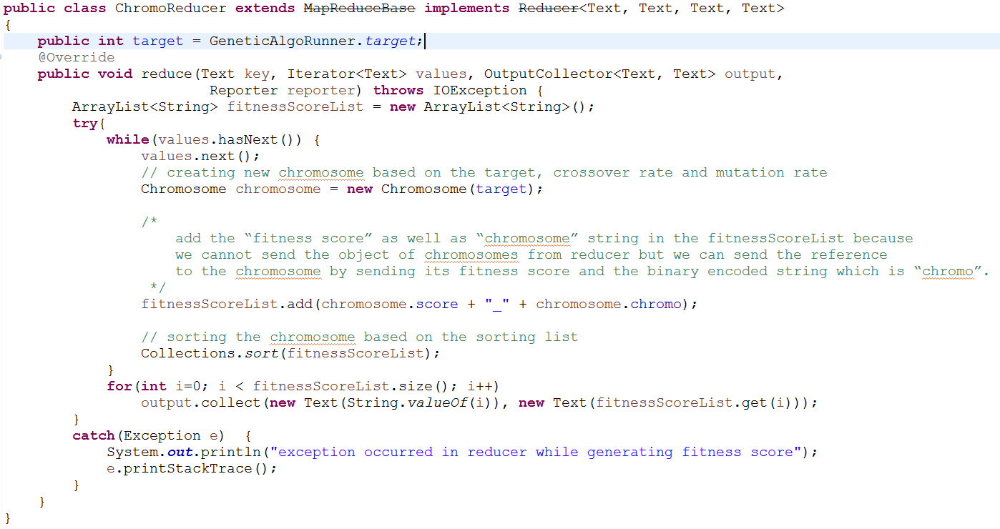 public class ChromoReducer extends MapReduceBase implements Reducer<Text, Text, Text, Text>
{
    public int target = GeneticAlgoRunner.target;
    @Override
    public void reduce(Text key, Iterator<Text> values, OutputCollector<Text, Text> output,
                        Reporter reporter) throws IOException {
        ArrayList<String> fitnessScoreList = new ArrayList<String>();
        try{
            while(values.hasNext()) {
                values.next();
                // creating new chromosome based on the target, crossover rate and mutation rate
                Chromosome chromosome = new Chromosome(target);

                /*
                    add the “fitness score” as well as “chromosome” string in the fitnessScoreList because
                    we cannot send the object of chromosomes from reducer but we can send the reference
                    to the chromosome by sending its fitness score and the binary encoded string which is “chromo”.
                 */
                fitnessScoreList.add(chromosome.score + "_" + chromosome.chromo);

                // sorting the chromosome based on the sorting list
                Collections.sort(fitnessScoreList);
            }
            for(int i=0; i < fitnessScoreList.size(); i++)
                output.collect(new Text(String.valueOf(i)), new Text(fitnessScoreList.get(i)));
        }
        catch(Exception e)  {
            System.out.println("exception occurred in reducer while generating fitness score");
            e.printStackTrace();
        }
    }
}